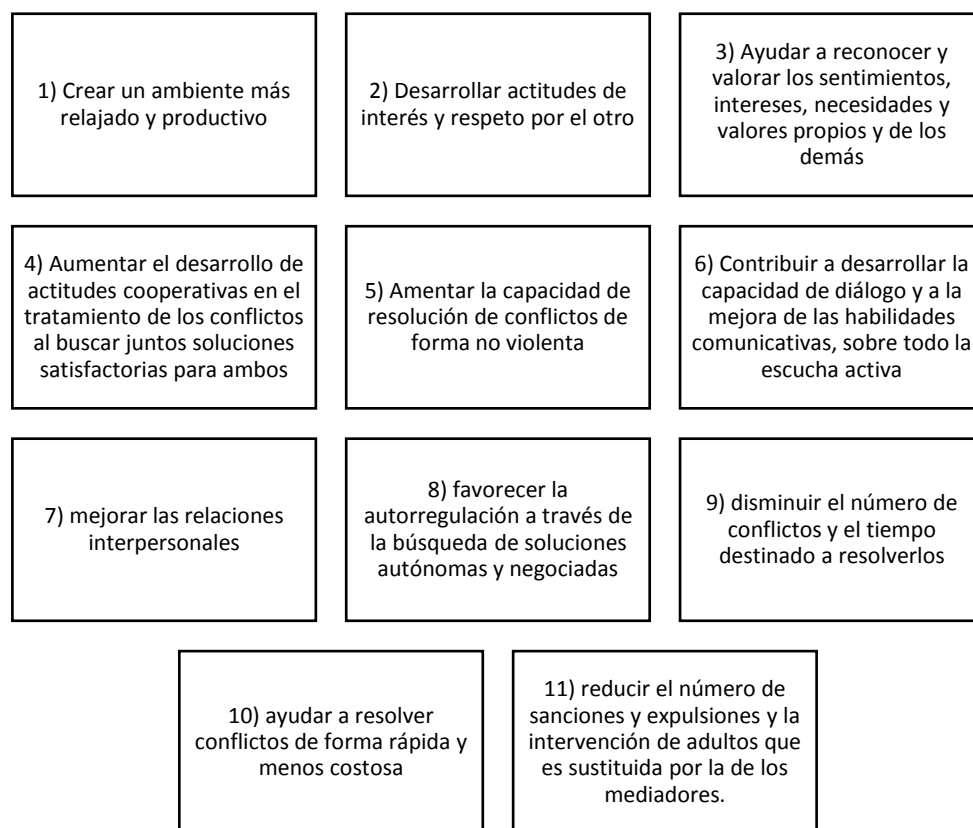 1) Crear un ambiente más
relajado y productivo
2) Desarrollar actitudes de
interés y respeto por el otro
3) Ayudar a reconocer y
valorar los sentimientos,
intereses, necesidades y
valores propios y de los
demás
4) Aumentar el desarrollo de
actitudes cooperativas en el
tratamiento de los conflictos
al buscar juntos soluciones
satisfactorias para ambos
5) Amentar la capacidad de
resolución de conflictos de
forma no violenta
6) Contribuir a desarrollar la
capacidad de diálogo y a la
mejora de las habilidades
comunicativas, sobre todo la
escucha activa
7) mejorar las relaciones
interpersonales
8) favorecer la
autorregulación a través de
la búsqueda de soluciones
autónomas y negociadas
9) disminuir el número de
conflictos y el tiempo
destinado a resolverlos
10) ayudar a resolver
conflictos de forma rápida y
menos costosa
11) reducir el número de
sanciones y expulsiones y la
intervención de adultos que
es sustituida por la de los
mediadores.